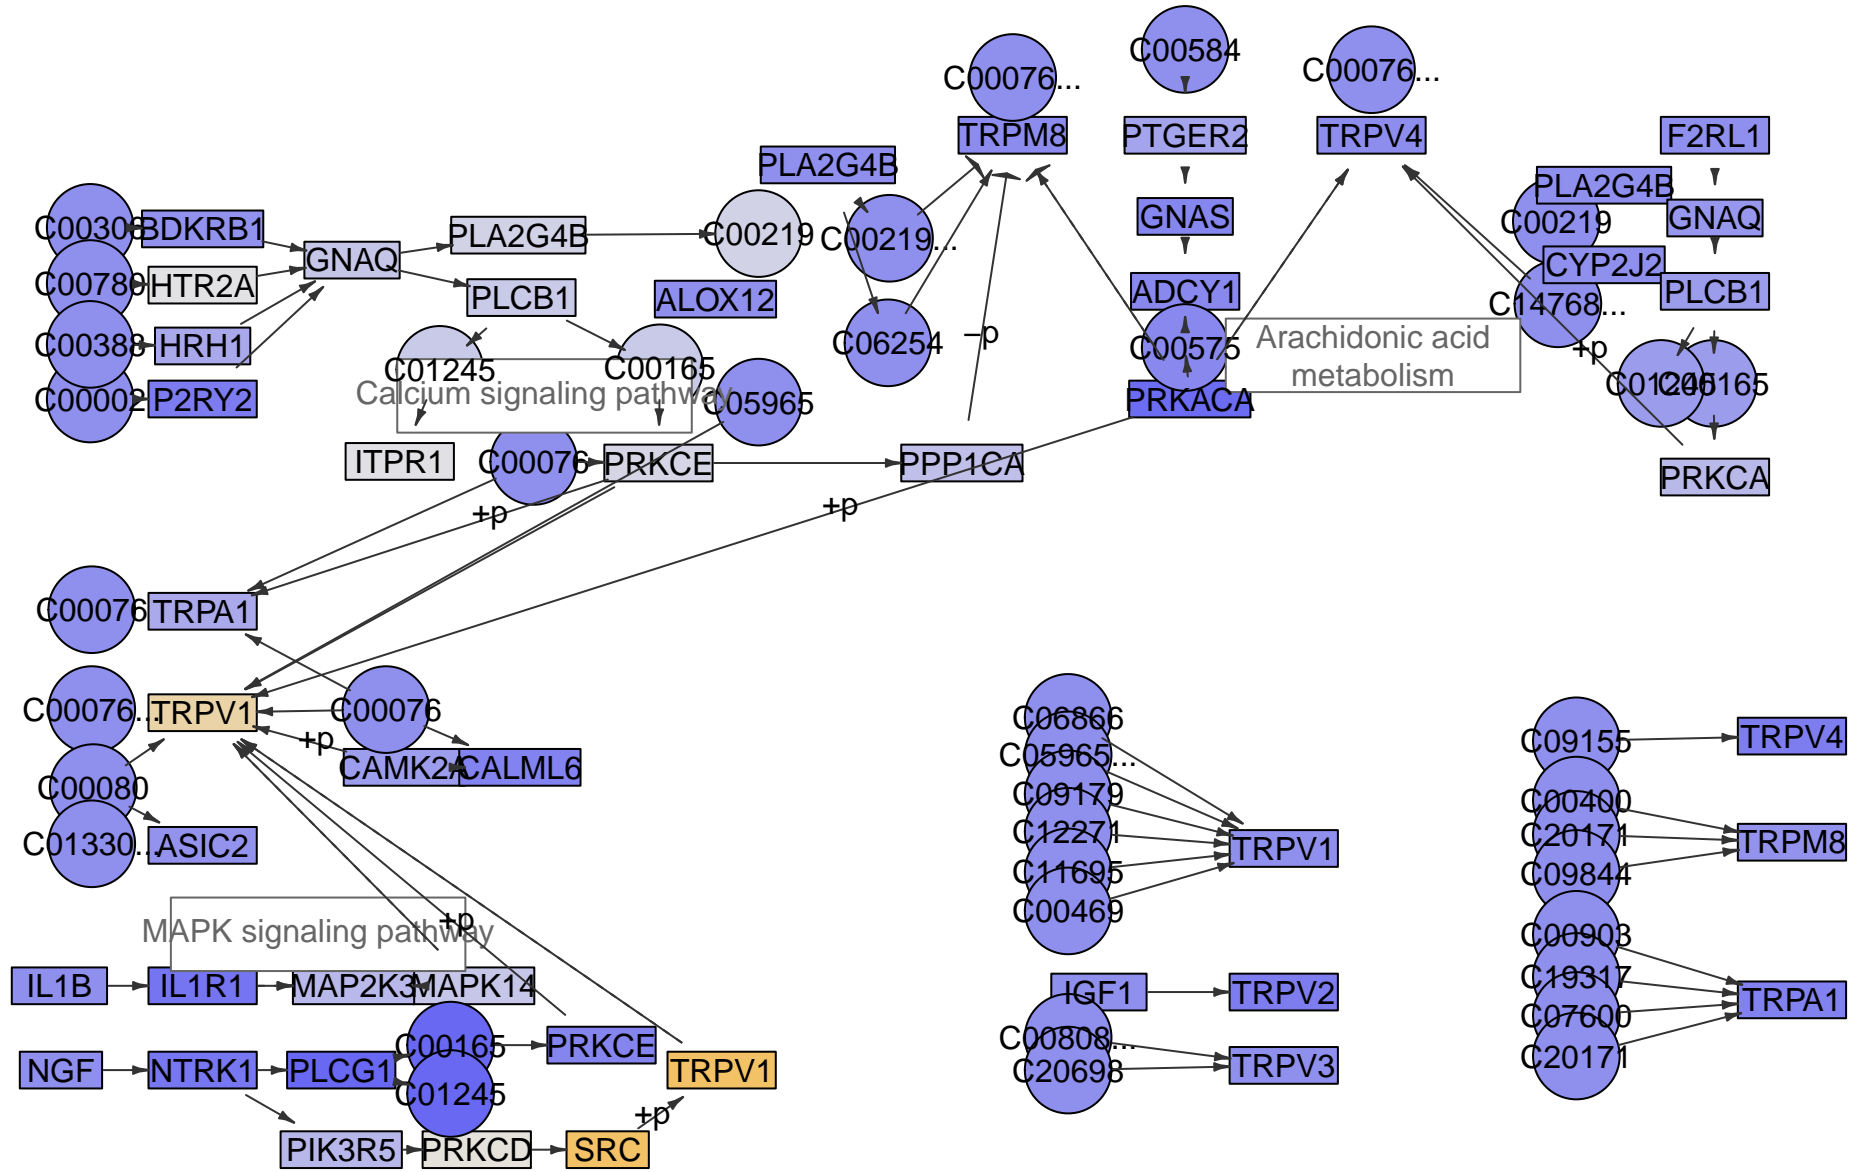 C00584
C00076...
C00076...
TRPM8
PTGER2
TRPV4
F2RL1
PLA2G4B
PLA2G4B
C00308
BDKRB1
PLA2G4B
C00219
C00219...
GNAS
C00219
GNAQ
GNAQ
C00780
HTR2A
PLCB1
ALOX12
ADCY1
CYP2J2
PLCB1
C14768...
C00388
HRH1
C01245
C00165
C06254
–p
C00575
Arachidonic acid
metabolism
+p
Calcium signaling pathway
C00002
P2RY2
C05965
PRKACA
C01245
C00165
ITPR1
C00076
PRKCE
PPP1CA
PRKCA
+p
+p
C00076
TRPA1
C00076...
TRPV1
C00076
+p
CAMK2A
CALML6
C00080
C01330...
ASIC2
C06866
C05965...
C09179
C12271
C11695
C00469
TRPV1
C09155
TRPV4
C00400
C20171
C09844
TRPM8
MAPK signaling pathway
+p
IL1B
IL1R1
MAP2K3
MAPK14
IGF1
TRPV2
C00903
C19317
C07600
C20171
TRPA1
C00165
PRKCE
C00808...
C20698
TRPV3
NGF
NTRK1
PLCG1
C01245
TRPV1
+p
PIK3R5
PRKCD
SRC